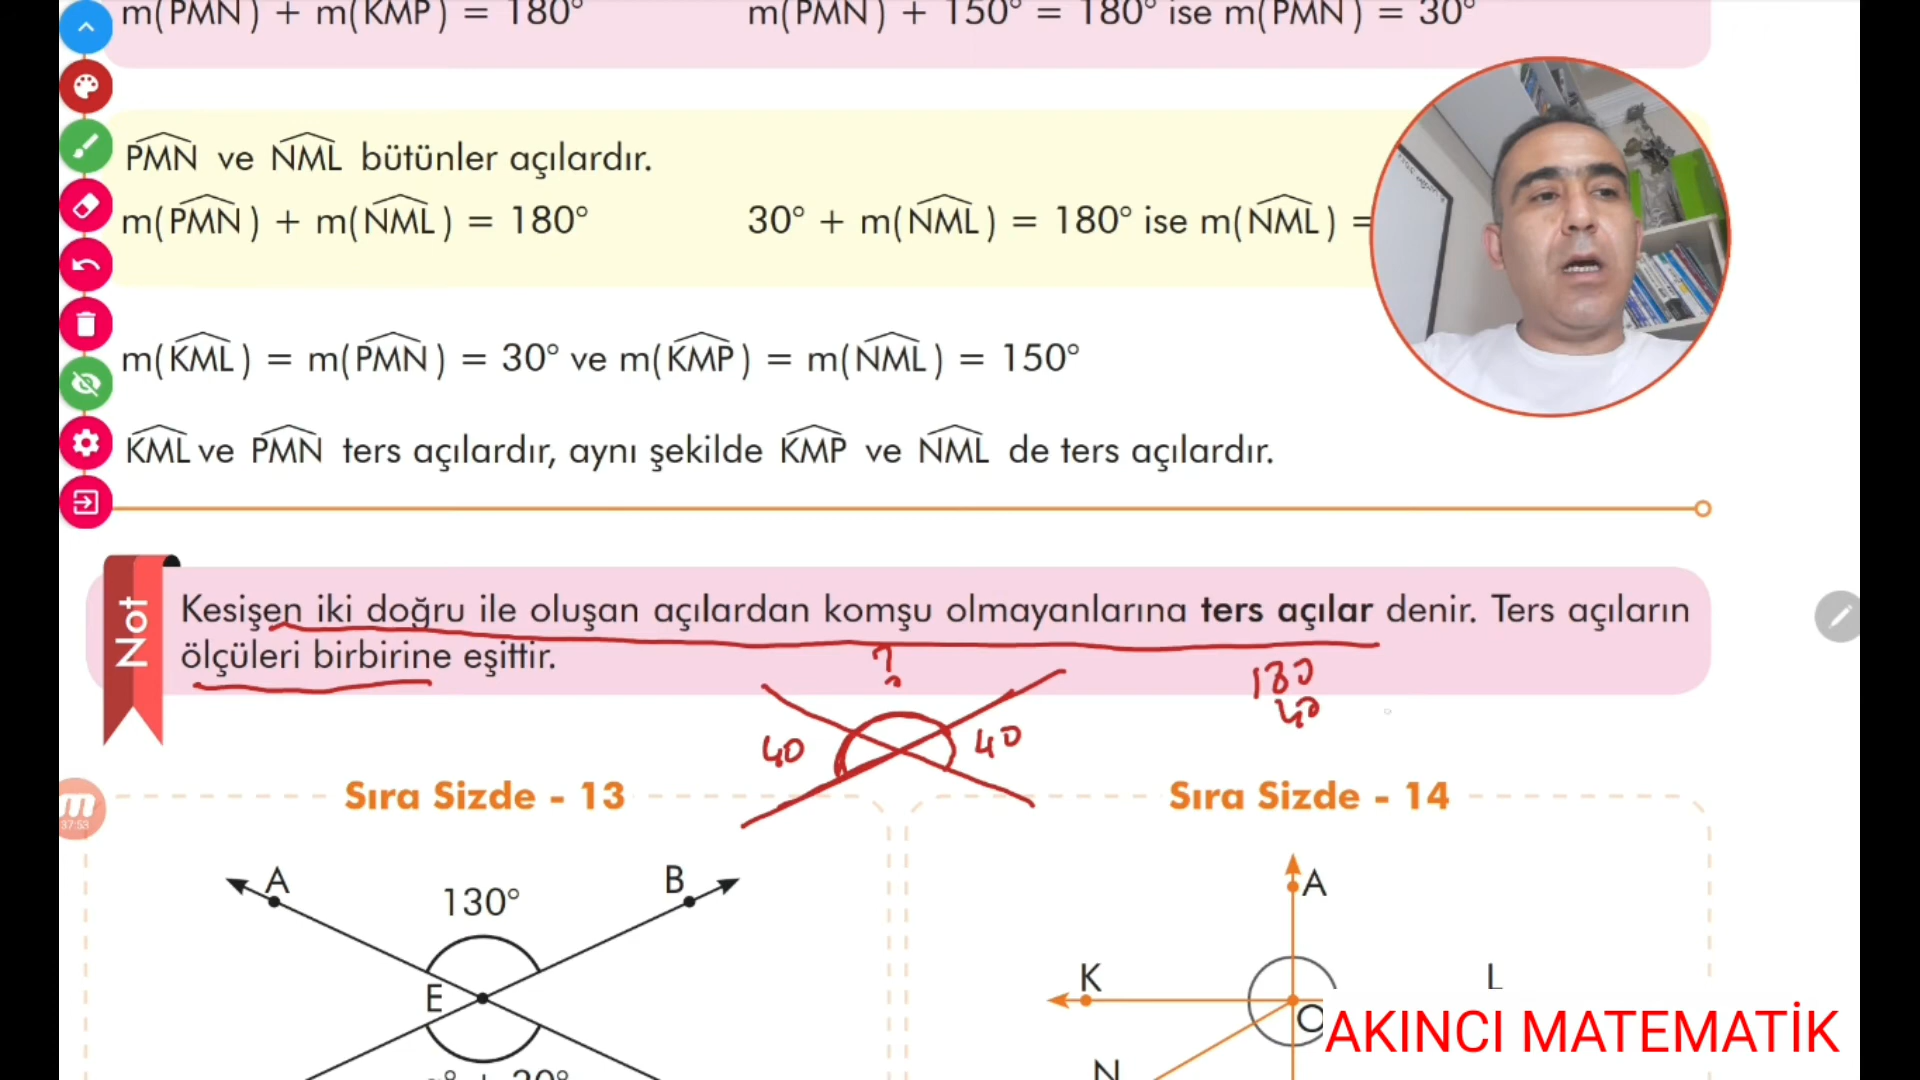 m(PMN) + m(KMP) = 180° m(PMN) + 150° = 180° ise m(PMN) = 30°
PMN ve NML bütünler açılardır.
m(PMN) + m(NML) = 180° 30° + m(NML) = 180° ise m(NML) =
m(KML) = m(PMN) = 30° ve m(KMP) = m(NML) = 150°
KML ve PMN ters açılardır, aynı şekilde KMP ve NML de ters açılardır.
Not
Kesişen iki doğru ile oluşan açılardan komşu olmayanlarına ters açılar denir. Ters açıların
ölçüleri birbirine eşittir.
?
180
40
40 40
m
37:53
Sıra Sizde - 13 Sıra Sizde - 14
A 130° B
E
A
K L
O
N
AKINCI MATEMATİK